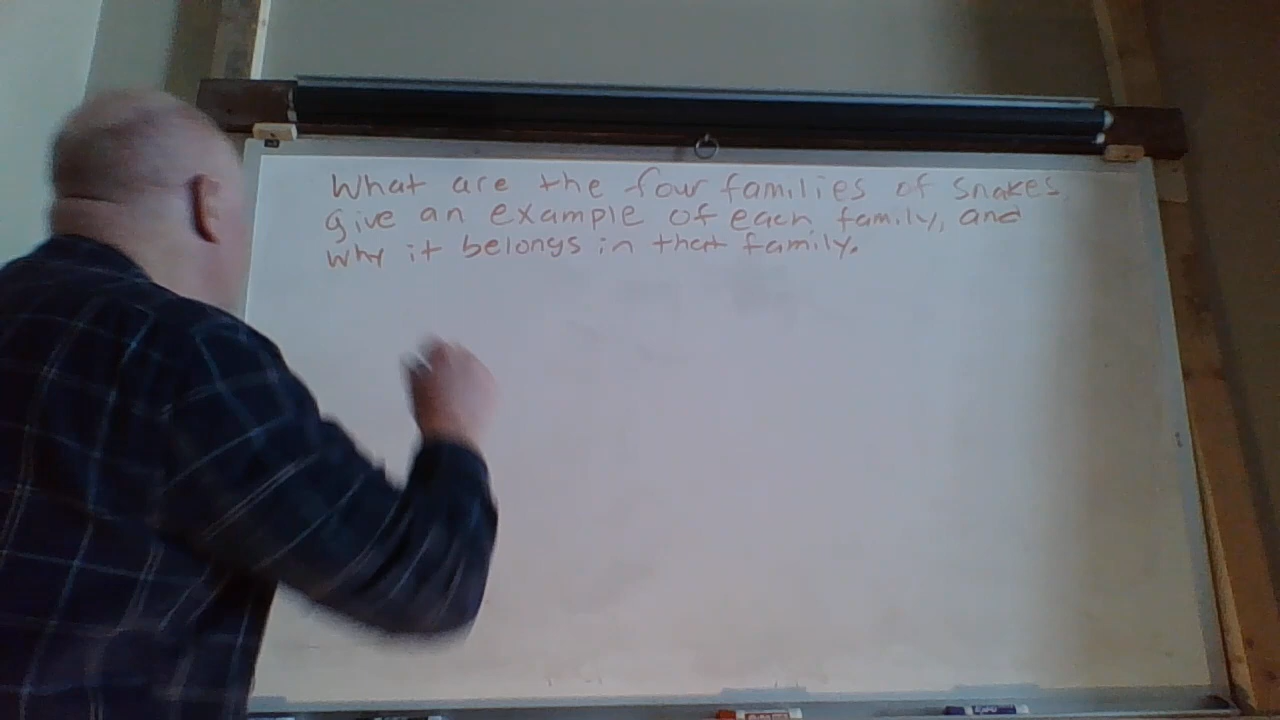 What are the four families of snakes,
give an example of each family, and
why it belongs in that family.
EXPO